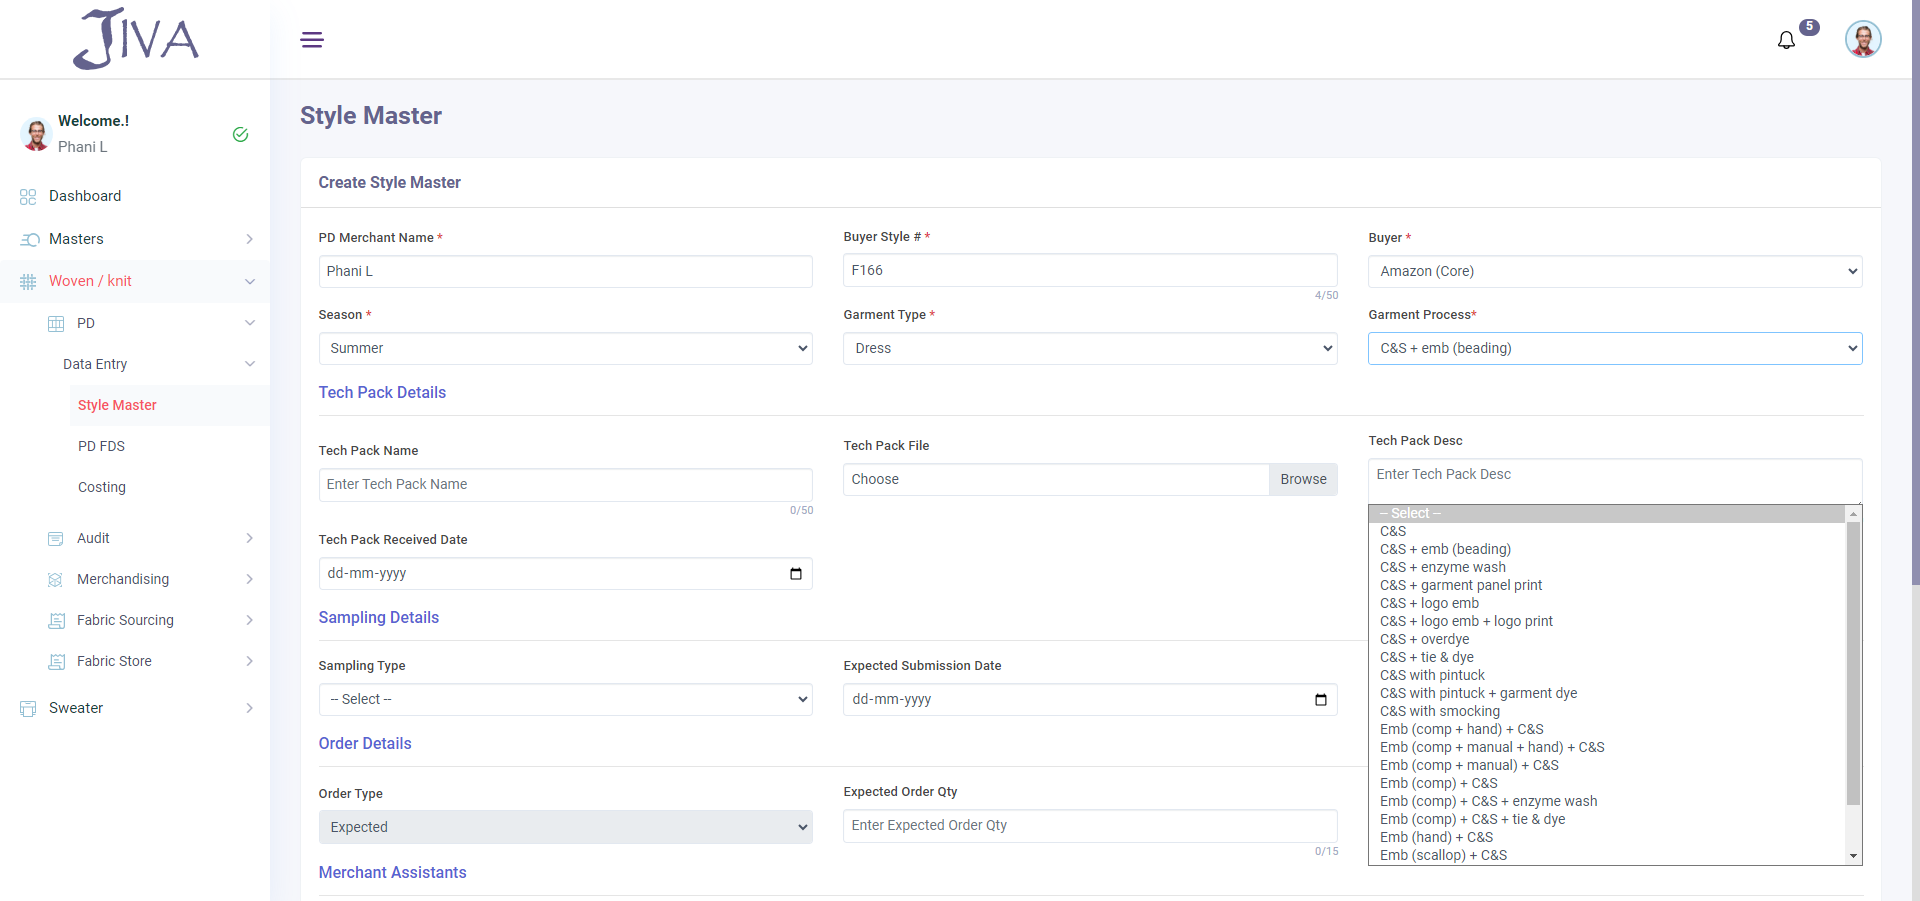 JIVA
5
Welcome.!
Phani L
Dashboard
Masters
Woven / knit
PD
Data Entry
Style Master
PD FDS
Costing
Audit
Merchandising
Fabric Sourcing
Fabric Store
Sweater
Style Master
Create Style Master
PD Merchant Name *
Phani L
Buyer Style # *
F166
4/50
Buyer *
Amazon (Core)
Season *
Summer
Garment Type *
Dress
Garment Process*
C&S + emb (beading)
Tech Pack Details
Tech Pack Name
Enter Tech Pack Name
0/50
Tech Pack File
Choose
Browse
Tech Pack Desc
Enter Tech Pack Desc
Tech Pack Received Date
dd-mm-yyyy
Sampling Details
Sampling Type
-- Select --
Expected Submission Date
dd-mm-yyyy
Order Details
Order Type
Expected
Expected Order Qty
Enter Expected Order Qty
0/15
Merchant Assistants
-- Select --
C&S
C&S + emb (beading)
C&S + enzyme wash
C&S + garment panel print
C&S + logo emb
C&S + logo emb + logo print
C&S + overdye
C&S + tie & dye
C&S with pintuck
C&S with pintuck + garment dye
C&S with smocking
Emb (comp + hand) + C&S
Emb (comp + manual + hand) + C&S
Emb (comp + manual) + C&S
Emb (comp) + C&S
Emb (comp) + C&S + enzyme wash
Emb (comp) + C&S + tie & dye
Emb (hand) + C&S
Emb (scallop) + C&S